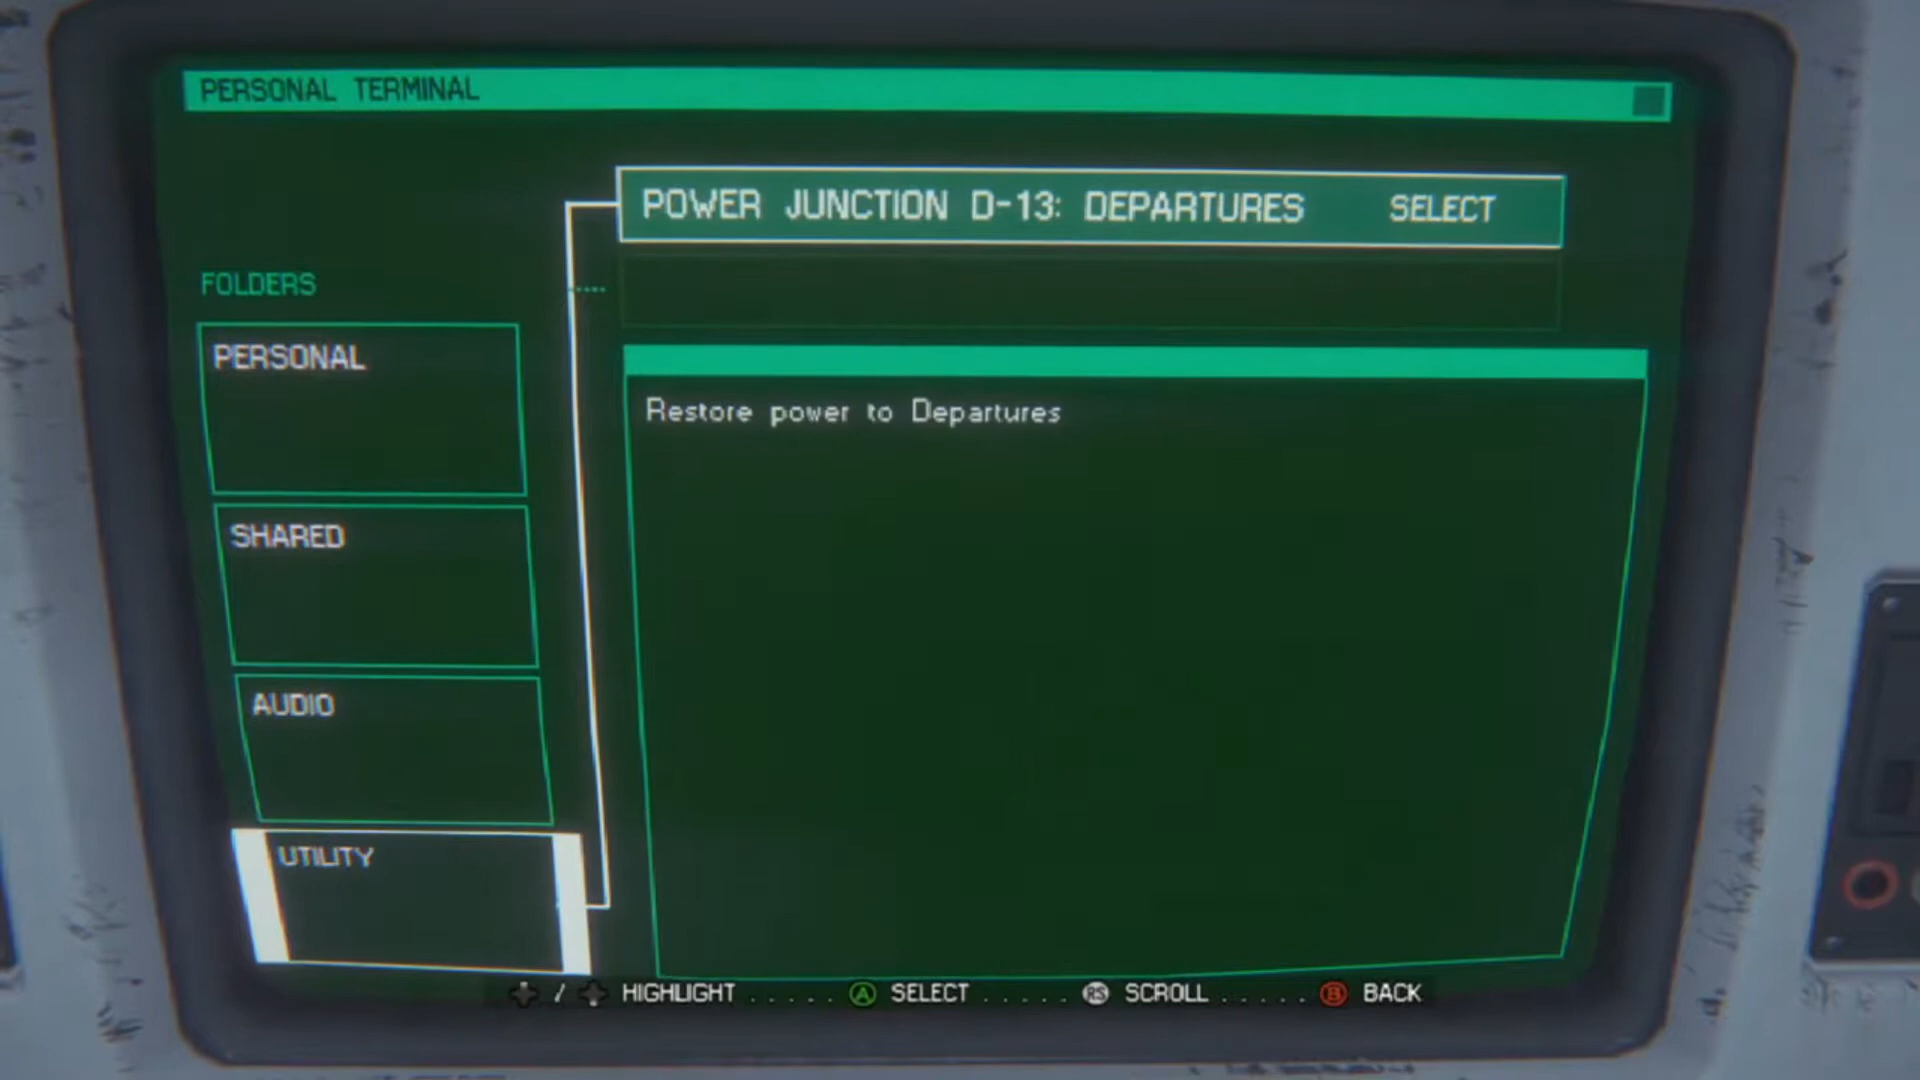 PERSONAL TERMINAL
POWER JUNCTION D-13: DEPARTURES SELECT
FOLDERS
PERSONAL
Restore power to Departures
SHARED
AUDIO
UTILITY
/ HIGHLIGHT ..... A SELECT ..... RS SCROLL ..... B BACK